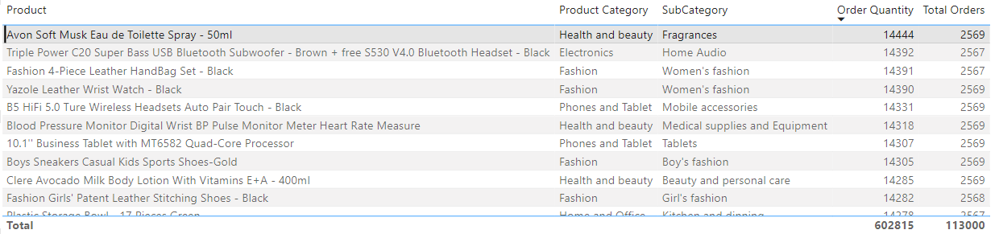 Product Product Category SubCategory Order Quantity Total Orders
Avon Soft Musk Eau de Toilette Spray - 50ml Health and beauty Fragrances 14444 2569
Triple Power C20 Super Bass USB Bluetooth Subwoofer - Brown + free S530 V4.0 Bluetooth Headset - Black Electronics Home Audio 14392 2567
Fashion 4-Piece Leather HandBag Set - Black Fashion Women's fashion 14391 2567
Yazole Leather Wrist Watch - Black Fashion Women's fashion 14390 2569
B5 HiFi 5.0 Ture Wireless Headsets Auto Pair Touch - Black Phones and Tablet Mobile accessories 14331 2569
Blood Pressure Monitor Digital Wrist BP Pulse Monitor Meter Heart Rate Measure Health and beauty Medical supplies and Equipment 14318 2569
10.1'' Business Tablet with MT6582 Quad-Core Processor Phones and Tablet Tablets 14307 2569
Boys Sneakers Casual Kids Sports Shoes-Gold Fashion Boy's fashion 14305 2569
Clere Avocado Milk Body Lotion With Vitamins E+A - 400ml Health and beauty Beauty and personal care 14285 2569
Fashion Girls' Patent Leather Stitching Shoes - Black Fashion Girl's fashion 14282 2568
Plastic Storage Bowl - 17 Pieces Green Home and Office Kitchen and dinning 14278 2567
Total 602815 113000